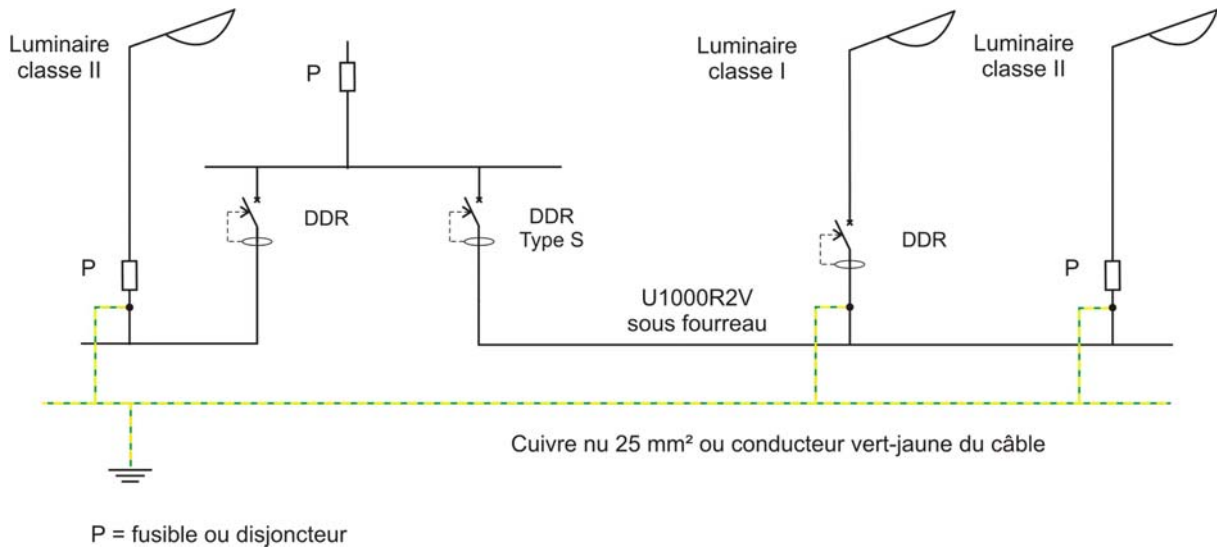 Luminaire
classe II
P
Luminaire
classe I
Luminaire
classe II
DDR
DDR
Type S
DDR
P
P
U1000R2V
sous fourreau
Cuivre nu 25 mm² ou conducteur vert-jaune du câble
P = fusible ou disjoncteur